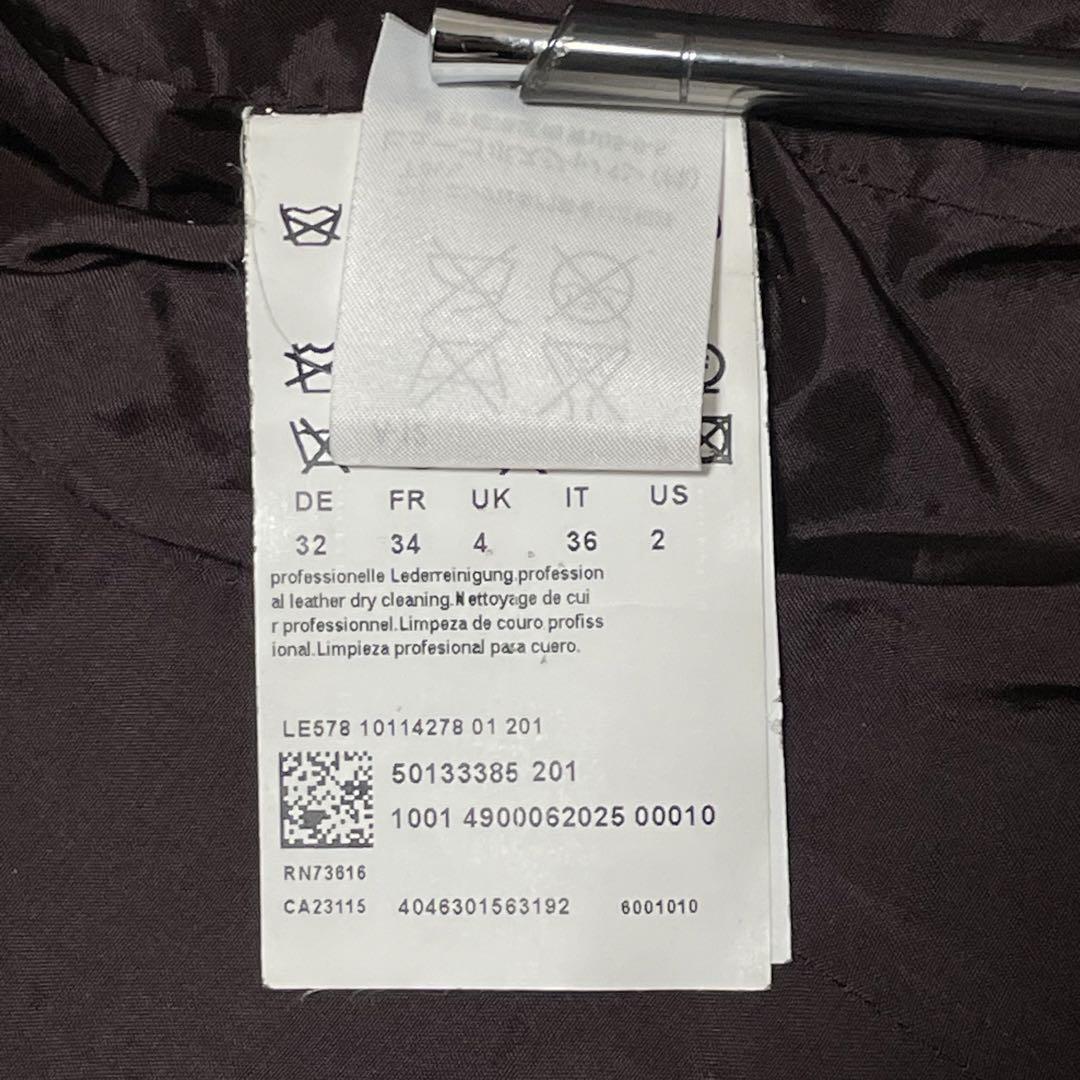 DE FR UK IT US
32 34 4 36 2
professionelle Lederreinigung.profession
al leather dry cleaning.Nettoyage de cui
r professionnel.Limpeza de couro profiss
ional.Limpieza profesional para cuero.
LE578 10114278 01 201
50133385 201
1001 4900062025 00010
RN73616
CA23115 4046301563192 6001010